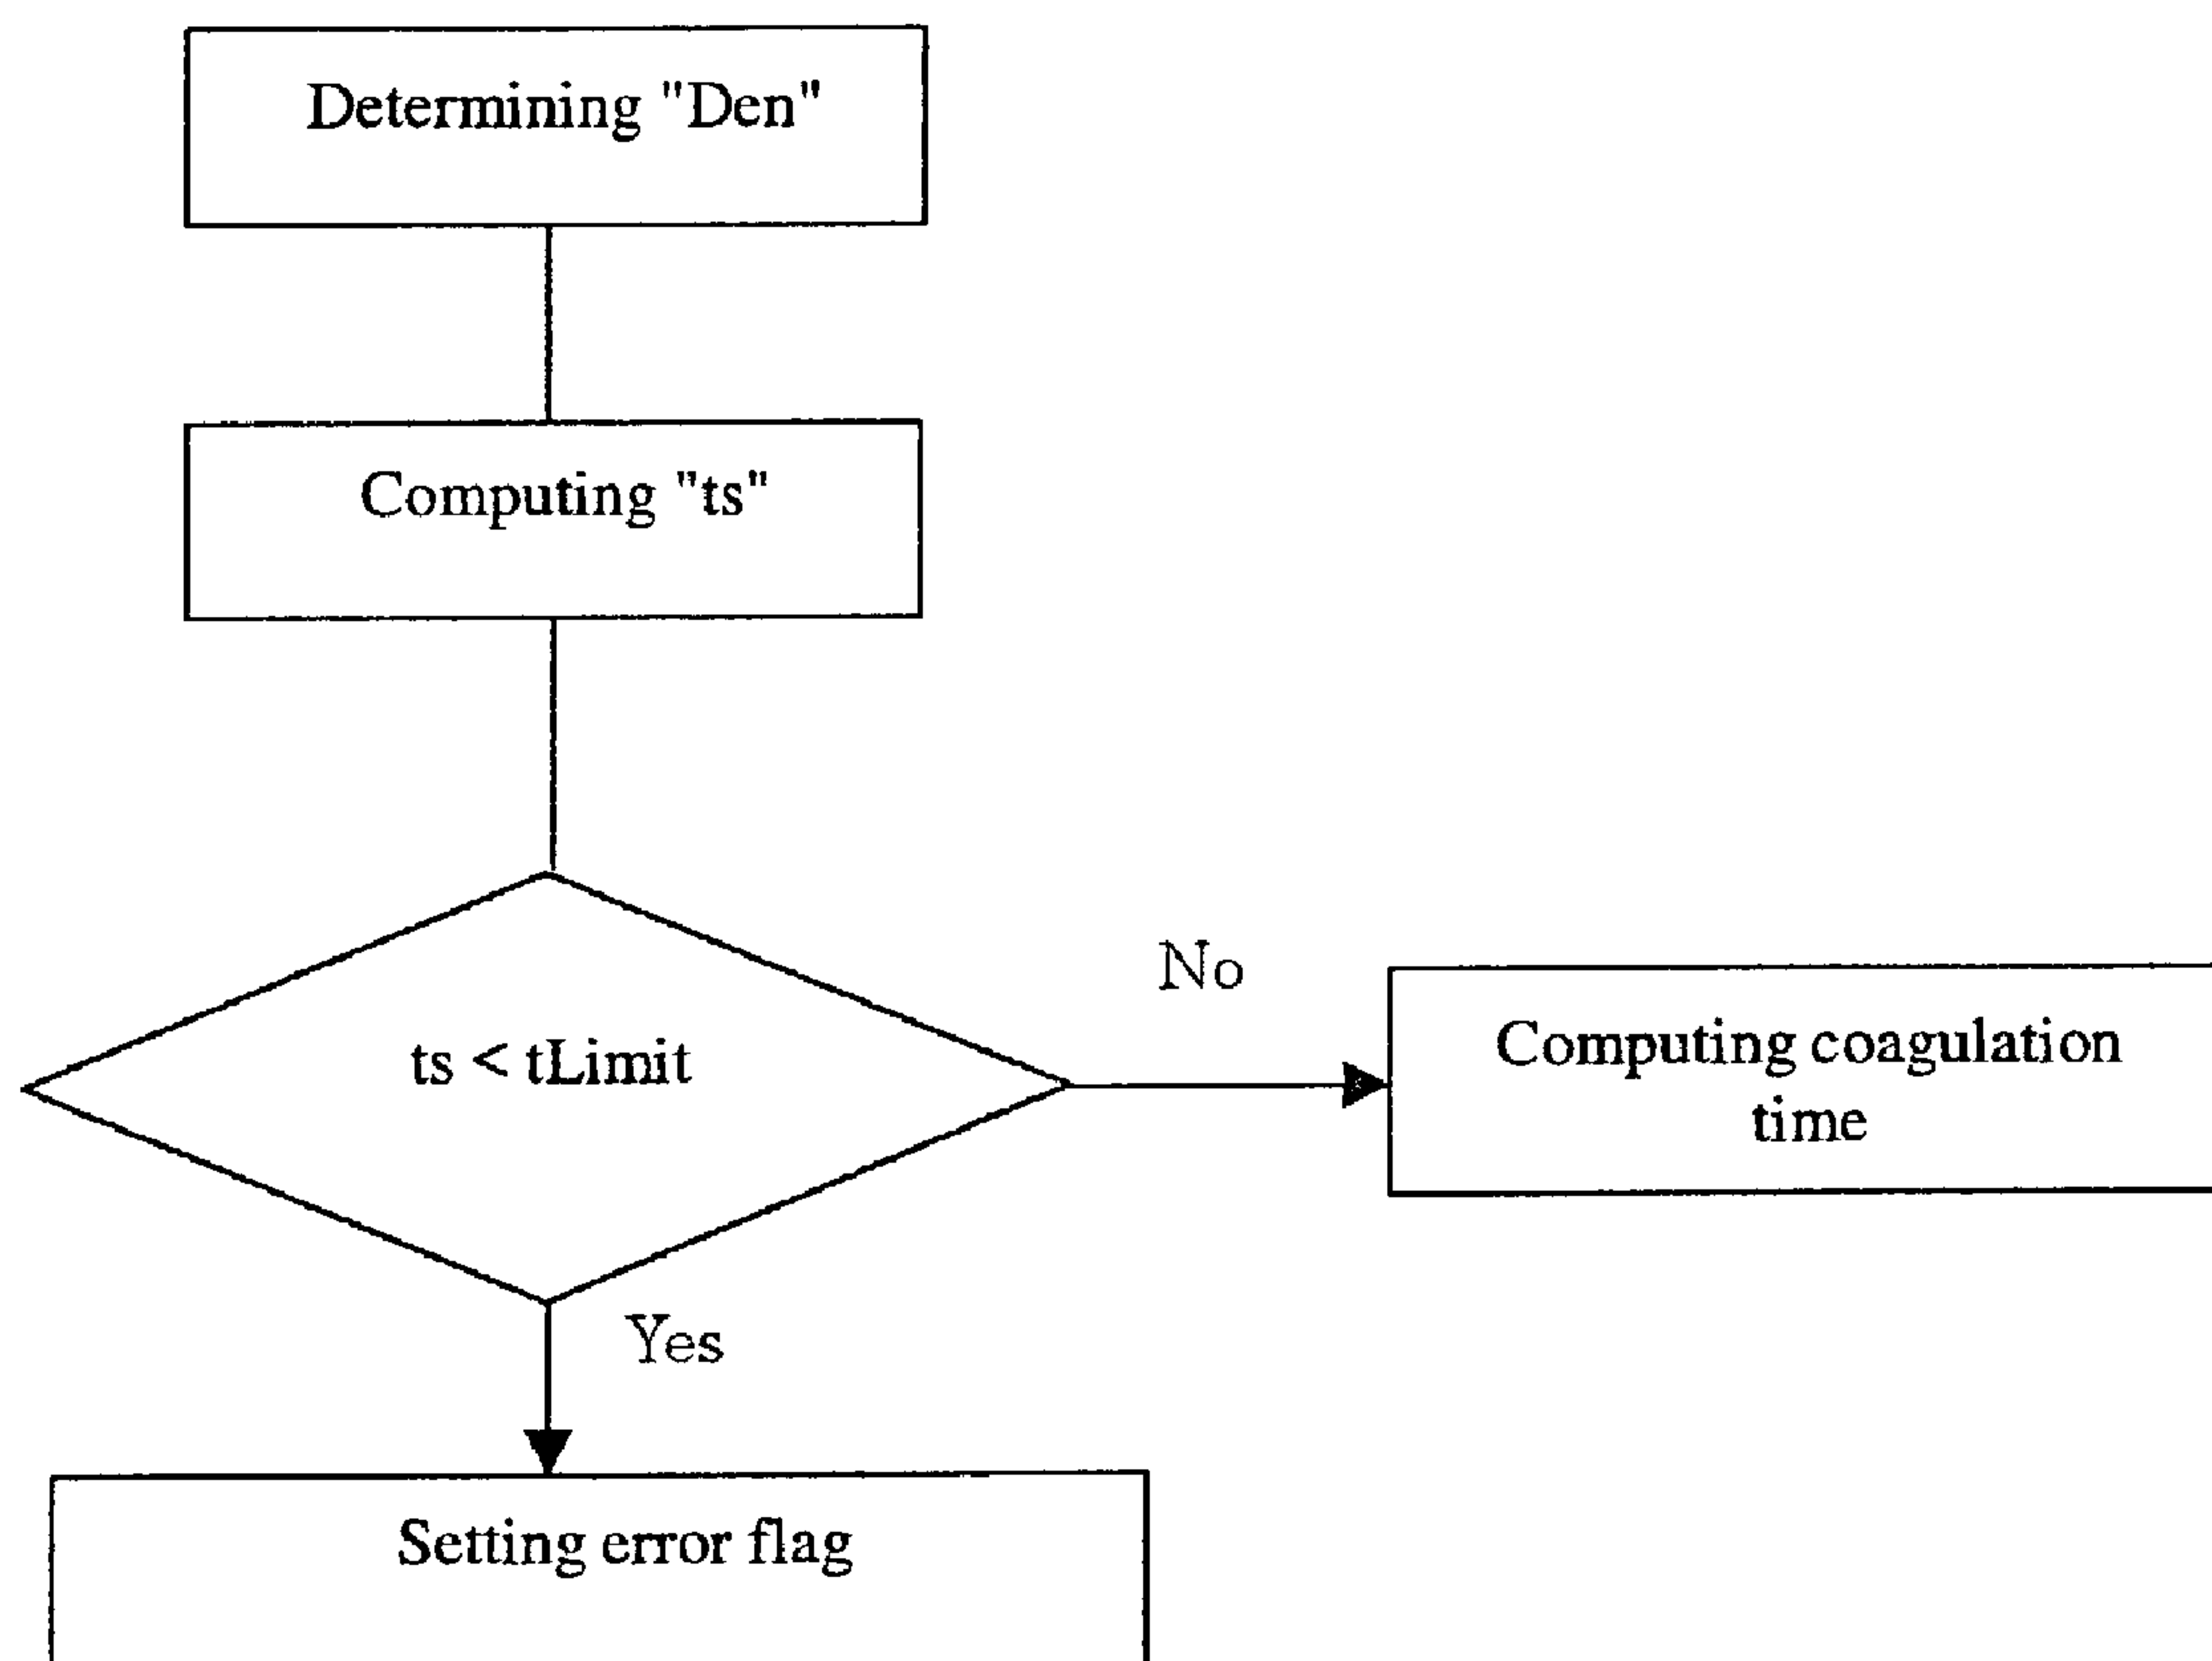 Determining "Den"
Computing "ts"
ts < tLimit
No
Computing coagulation
time
Yes
Setting error flag